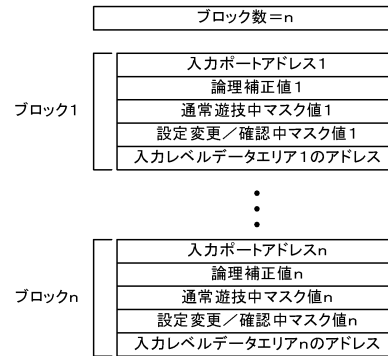 ブロック数=n
ブロック1
入力ポートアドレス1
論理補正値1
通常遊技中マスク値1
設定変更/確認中マスク値1
入力レベルデータエリア1のアドレス
ブロックn
入力ポートアドレスn
論理補正値n
通常遊技中マスク値n
設定変更/確認中マスク値n
入力レベルデータエリアnのアドレス